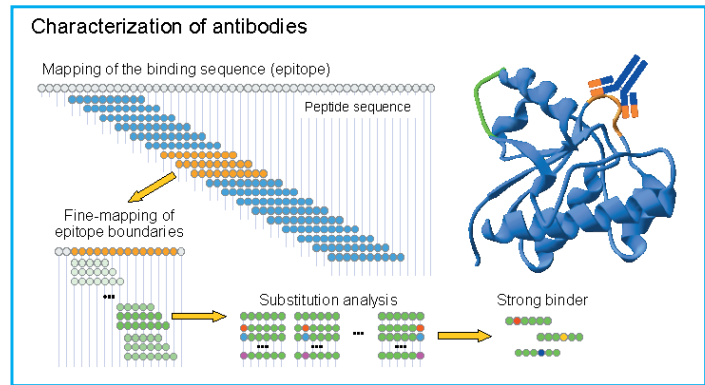 Characterization of antibodies
Mapping of the binding sequence (epitope)
Peptide sequence
Fine-mapping of
epitope boundaries
Substitution analysis
Strong binder